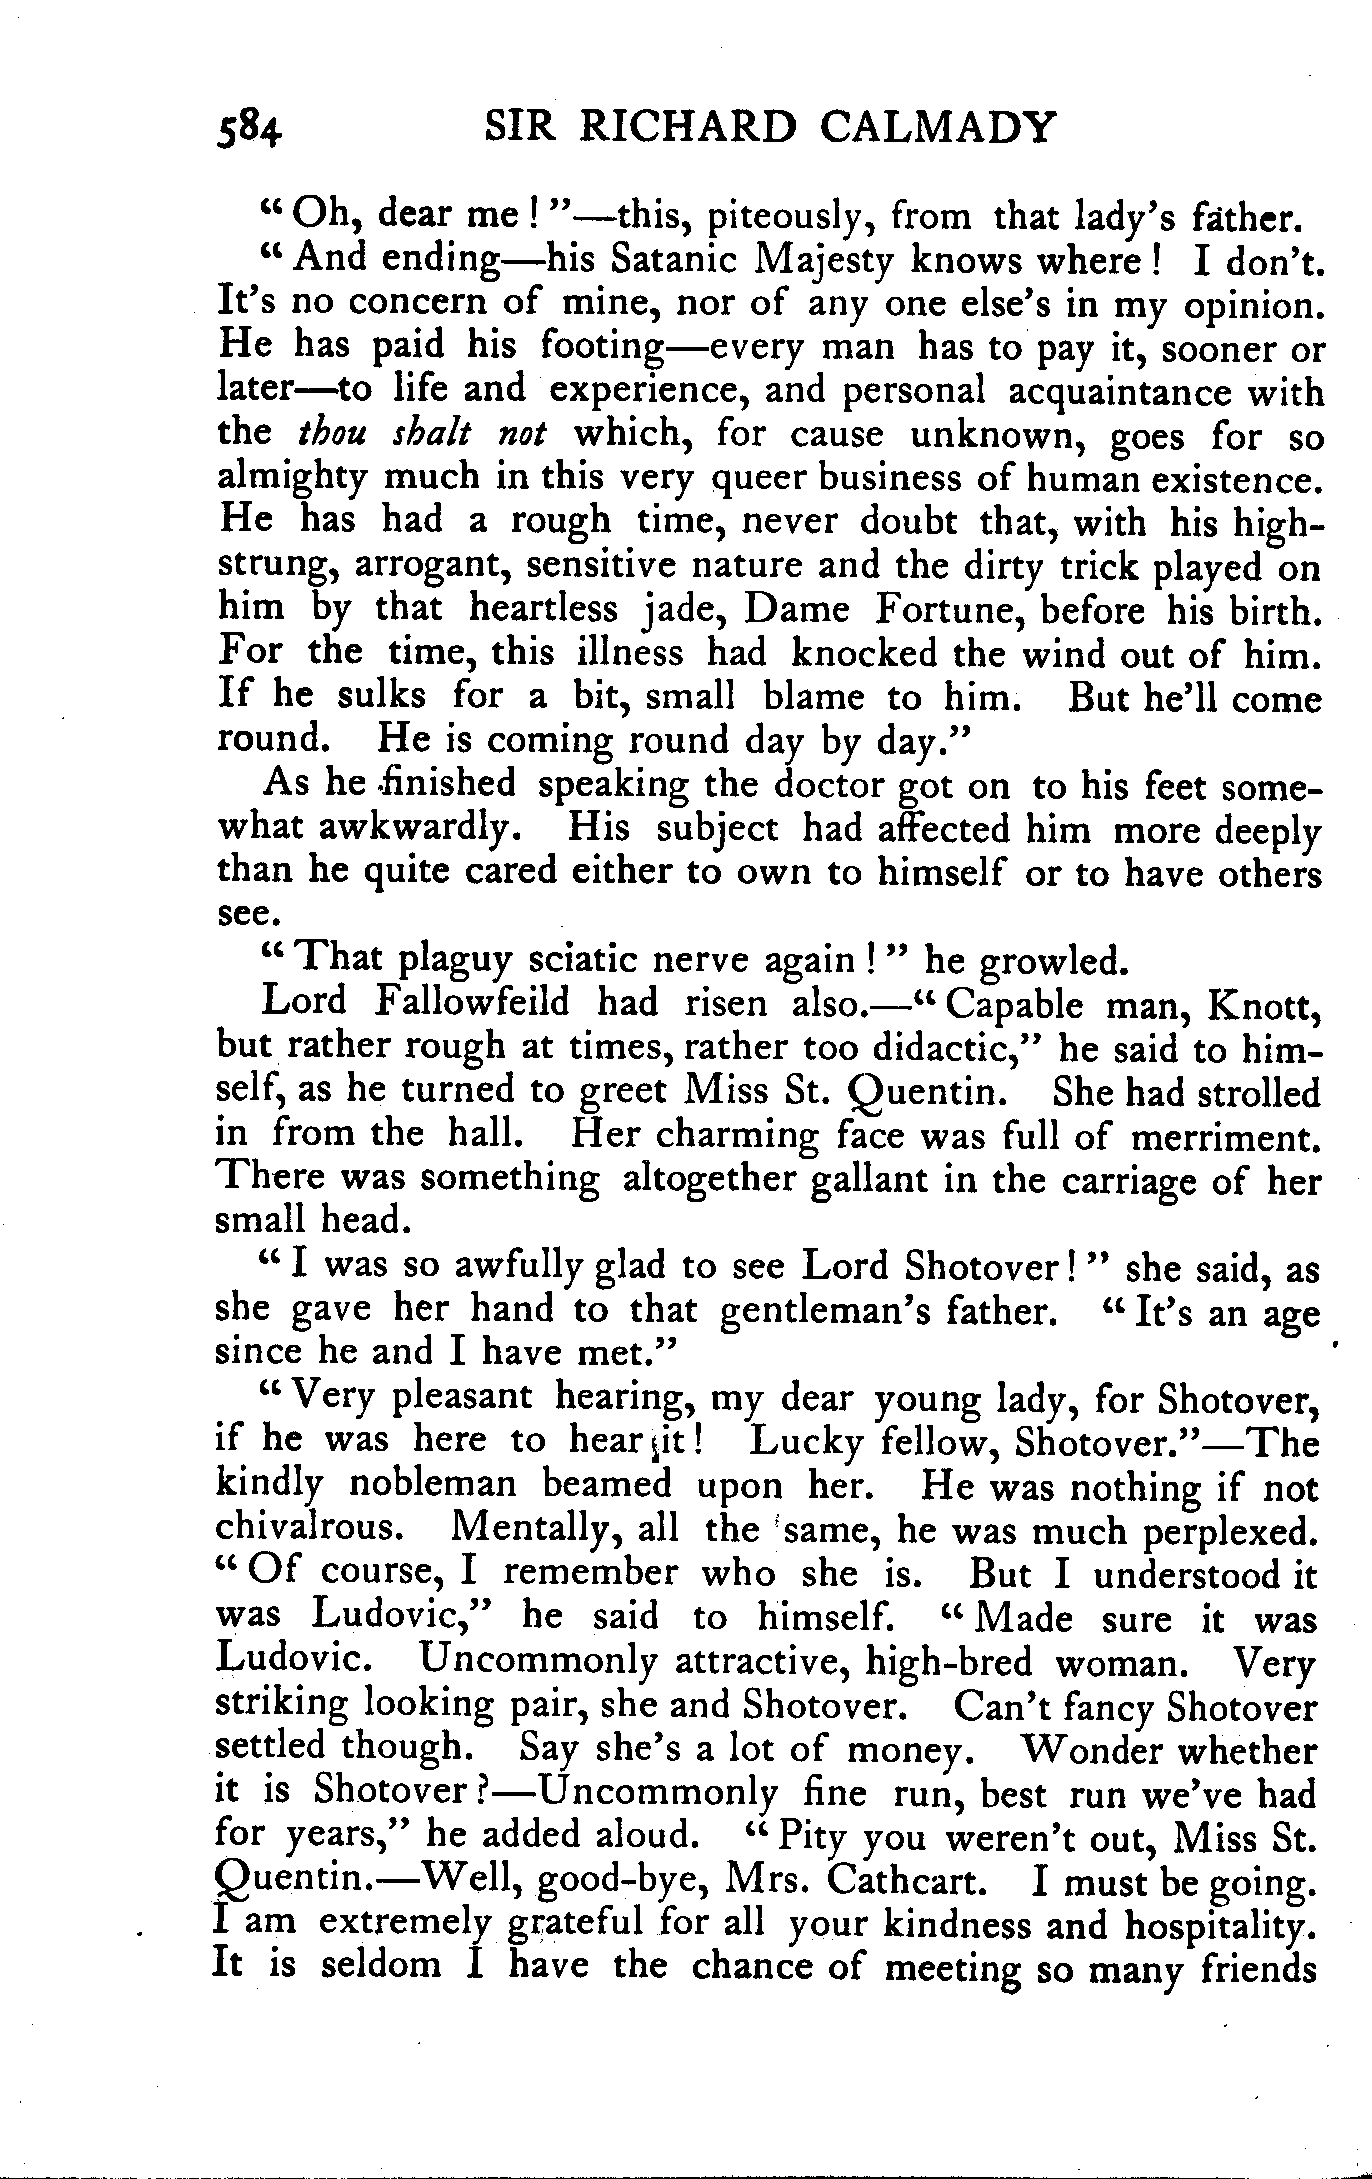 584 SIR RICHARD CALMADY
"Oh, dear me!"—this, piteously, from that lady's father.
"And ending—his Satanic Majesty knows where! I don't.
It's no concern of mine, nor of any one else's in my opinion.
He has paid his footing—every man has to pay it, sooner or
later—to life and experience, and personal acquaintance with
the thou shalt not which, for cause unknown, goes for so
almighty much in this very queer business of human existence.
He has had a rough time, never doubt that, with his high-
strung, arrogant, sensitive nature and the dirty trick played on
him by that heartless jade, Dame Fortune, before his birth.
For the time, this illness had knocked the wind out of him.
If he sulks for a bit, small blame to him. But he'll come
round. He is coming round day by day."
As he finished speaking the doctor got on to his feet some-
what awkwardly. His subject had affected him more deeply
than he quite cared either to own to himself or to have others
see.
"That plaguy sciatic nerve again!" he growled.
Lord Fallowfeild had risen also.—"Capable man, Knott,
but rather rough at times, rather too didactic," he said to him-
self, as he turned to greet Miss St. Quentin. She had strolled
in from the hall. Her charming face was full of merriment.
There was something altogether gallant in the carriage of her
small head.
"I was so awfully glad to see Lord Shotover!" she said, as
she gave her hand to that gentleman's father. "It's an age
since he and I have met."
"Very pleasant hearing, my dear young lady, for Shotover,
if he was here to hear it! Lucky fellow, Shotover."—The
kindly nobleman beamed upon her. He was nothing if not
chivalrous. Mentally, all the same, he was much perplexed.
"Of course, I remember who she is. But I understood it
was Ludovic," he said to himself. "Made sure it was
Ludovic. Uncommonly attractive, high-bred woman. Very
striking looking pair, she and Shotover. Can't fancy Shotover
settled though. Say she's a lot of money. Wonder whether
it is Shotover?—Uncommonly fine run, best run we've had
for years," he added aloud. "Pity you weren't out, Miss St.
Quentin.—Well, good-bye, Mrs. Cathcart. I must be going.
I am extremely grateful for all your kindness and hospitality.
It is seldom I have the chance of meeting so many friends